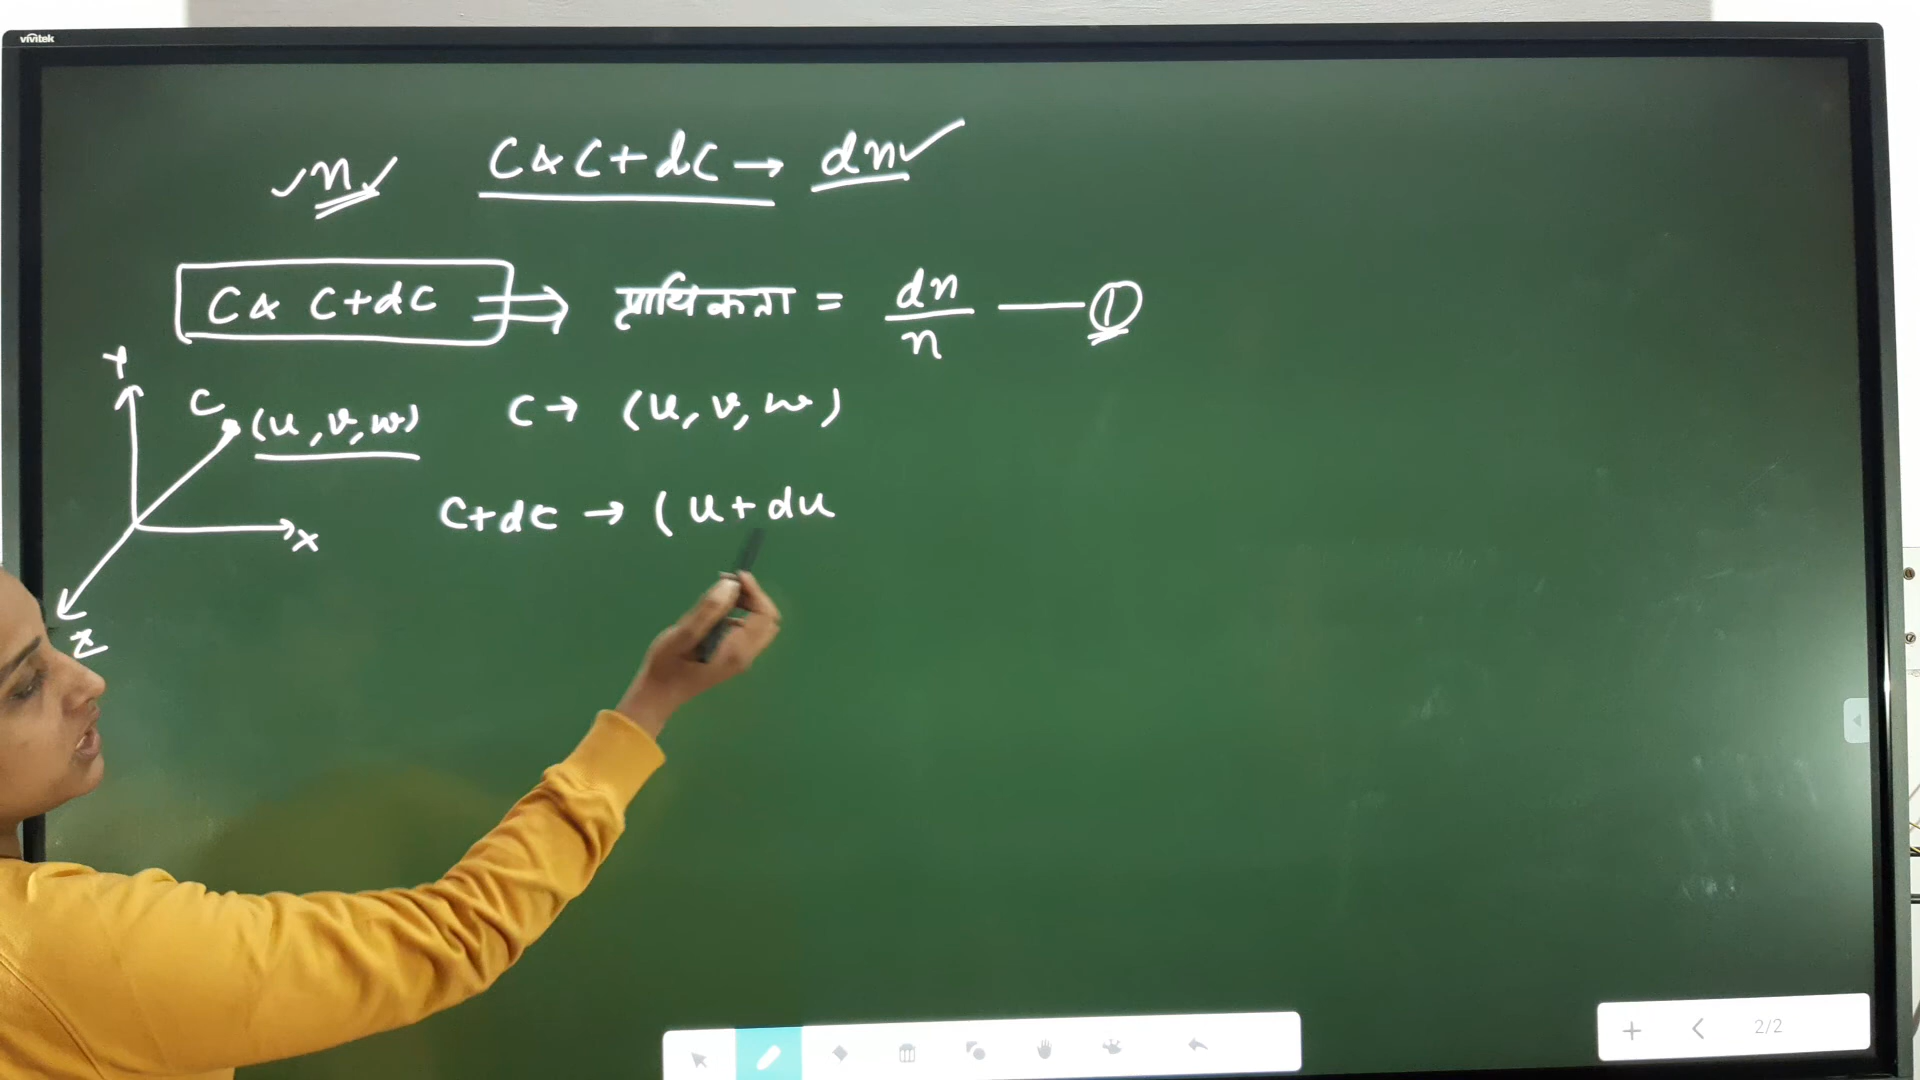 vivitek
n C & C+dC → dn
C & C+dC ⇒ प्रायिकता = dn/n — ①
Y
C (u, v, w) C → (u, v, w)
C+dC → (u+du
X
Z
2/2